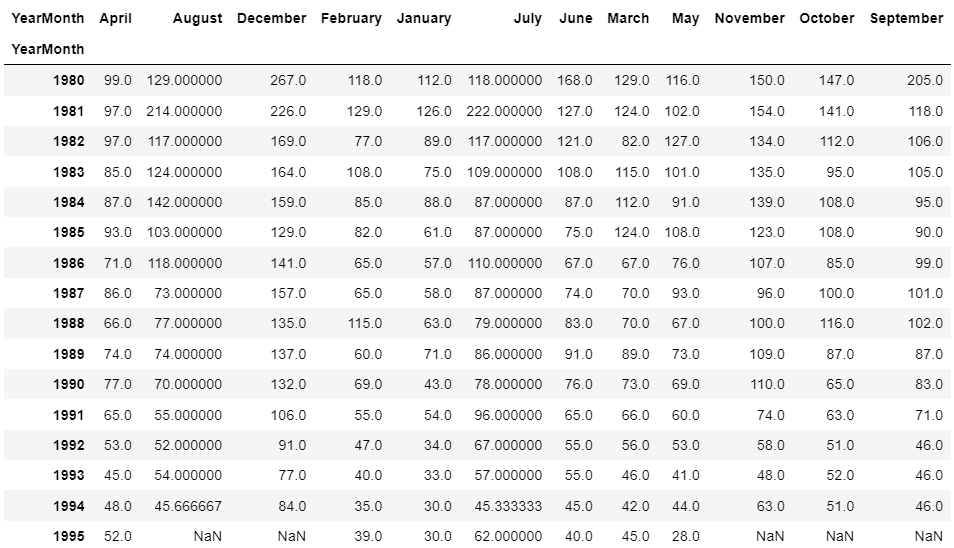 YearMonth April August December February January July June March May November October September
YearMonth
1980 99.0 129.000000 267.0 118.0 112.0 118.000000 168.0 129.0 116.0 150.0 147.0 205.0
1981 97.0 214.000000 226.0 129.0 126.0 222.000000 127.0 124.0 102.0 154.0 141.0 118.0
1982 97.0 117.000000 169.0 77.0 89.0 117.000000 121.0 82.0 127.0 134.0 112.0 106.0
1983 85.0 124.000000 164.0 108.0 75.0 109.000000 108.0 115.0 101.0 135.0 95.0 105.0
1984 87.0 142.000000 159.0 85.0 88.0 87.000000 87.0 112.0 91.0 139.0 108.0 95.0
1985 93.0 103.000000 129.0 82.0 61.0 87.000000 75.0 124.0 108.0 123.0 108.0 90.0
1986 71.0 118.000000 141.0 65.0 57.0 110.000000 67.0 67.0 76.0 107.0 85.0 99.0
1987 86.0 73.000000 157.0 65.0 58.0 87.000000 74.0 70.0 93.0 96.0 100.0 101.0
1988 66.0 77.000000 135.0 115.0 63.0 79.000000 83.0 70.0 67.0 100.0 116.0 102.0
1989 74.0 74.000000 137.0 60.0 71.0 86.000000 91.0 89.0 73.0 109.0 87.0 87.0
1990 77.0 70.000000 132.0 69.0 43.0 78.000000 76.0 73.0 69.0 110.0 65.0 83.0
1991 65.0 55.000000 106.0 55.0 54.0 96.000000 65.0 66.0 60.0 74.0 63.0 71.0
1992 53.0 52.000000 91.0 47.0 34.0 67.000000 55.0 56.0 53.0 58.0 51.0 46.0
1993 45.0 54.000000 77.0 40.0 33.0 57.000000 55.0 46.0 41.0 48.0 52.0 46.0
1994 48.0 45.666667 84.0 35.0 30.0 45.333333 45.0 42.0 44.0 63.0 51.0 46.0
1995 52.0 NaN NaN 39.0 30.0 62.000000 40.0 45.0 28.0 NaN NaN NaN